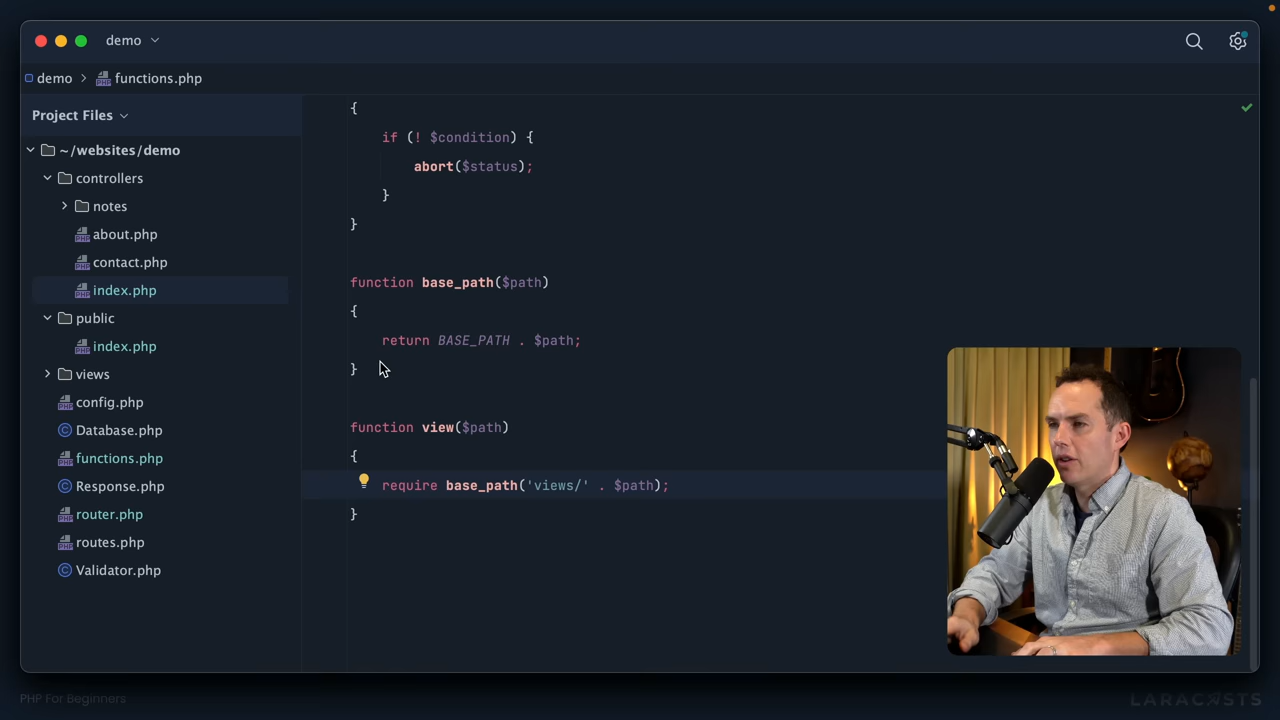 demo
demo > functions.php
Project Files
~/websites/demo
controllers
notes
about.php
contact.php
index.php
public
index.php
views
config.php
Database.php
functions.php
Response.php
router.php
routes.php
Validator.php
{
if (! $condition) {
abort($status);
}
}
function base_path($path)
{
return BASE_PATH . $path;
}
function view($path)
{
require base_path('views/' . $path);
}
PHP For Beginners
LARACASTS